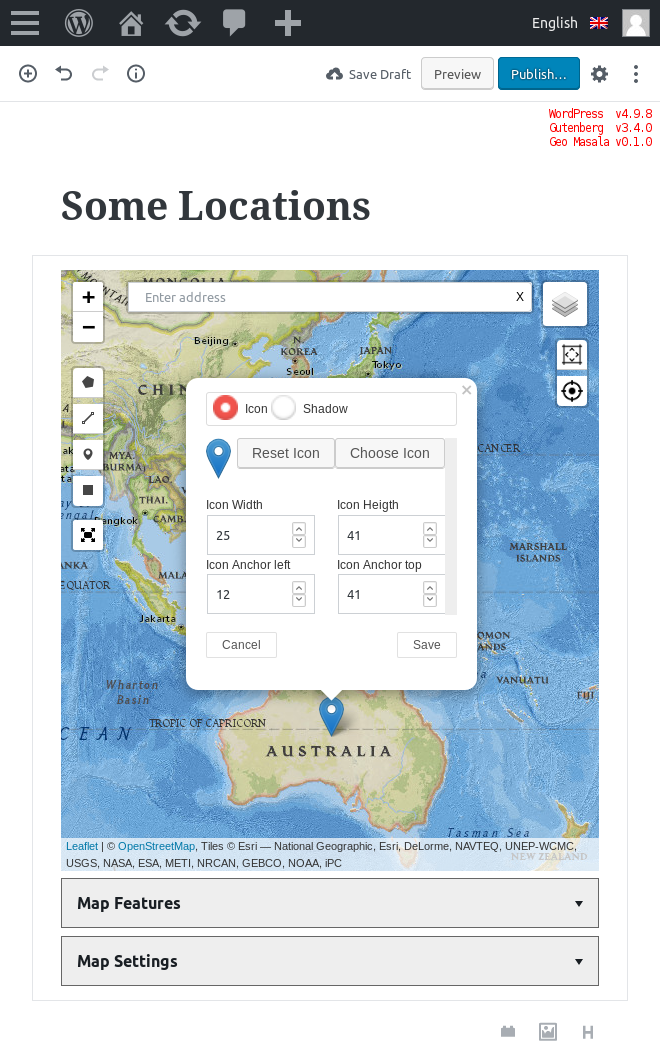 English
Save Draft
Preview
Publish…
WordPress v4.9.8
Gutenberg v3.4.0
Geo Masala v0.1.0
Some Locations
MONGOLIA
+
Enter address
X
−
Beijing
N.
KOREA
JAPAN
Seoul
Tokyo
CHIN
×
Icon
Shadow
Reset Icon
Choose Icon
CANCER
MYA.
BURMA)
LAO.
THAI.
CAMB.
Icon Width
Icon Heigth
25
41
Icon Anchor left
Icon Anchor top
12
41
MARSHALL
ISLANDS
MALA
EQUATOR
Jakarta
Cancel
Save
VANUATU
FIJI
Wharton
Basin
TROPIC OF CAPRICORN
CEAN
AUSTRALIA
Tasman Sea
NEW ZEALAND
Leaflet | © OpenStreetMap, Tiles © Esri — National Geographic, Esri, DeLorme, NAVTEQ, UNEP-WCMC,
USGS, NASA, ESA, METI, NRCAN, GEBCO, NOAA, iPC
Map Features
Map Settings
H